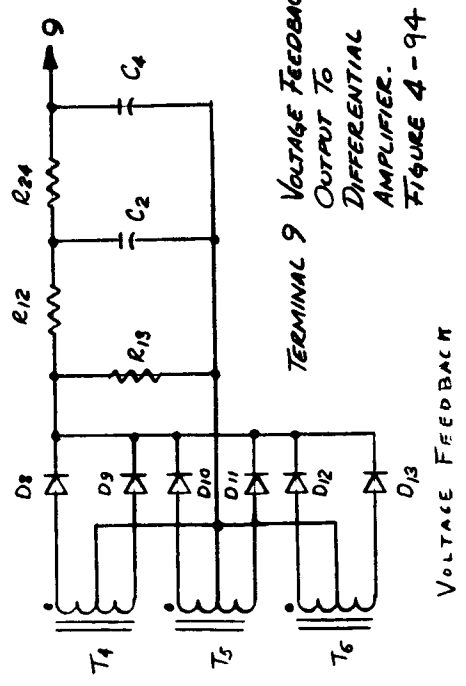 D8
R12
R24
9
D9
R13
C2
C4
D10
D11
D12
D13
T4
T5
T6
TERMINAL 9 VOLTAGE FEEDBAC
OUTPUT TO
DIFFERENTIAL
AMPLIFIER.
FIGURE 4-94
VOLTAGE FEEDBACK